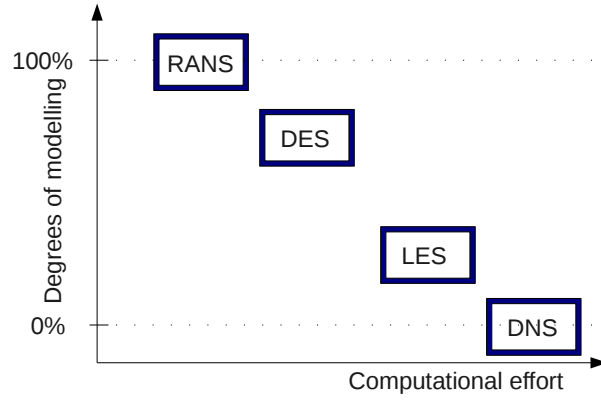 100%
RANS
DES
Degrees of modelling
LES
0%
DNS
Computational effort